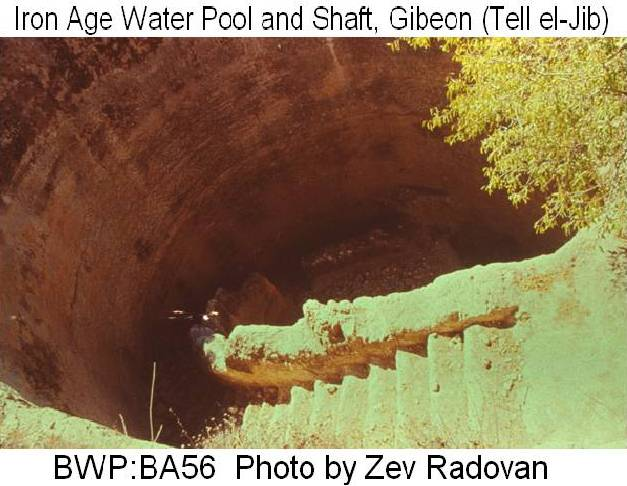 Iron Age Water Pool and Shaft, Gibeon (Tell el-Jib)
BWP:BA56 Photo by Zev Radovan